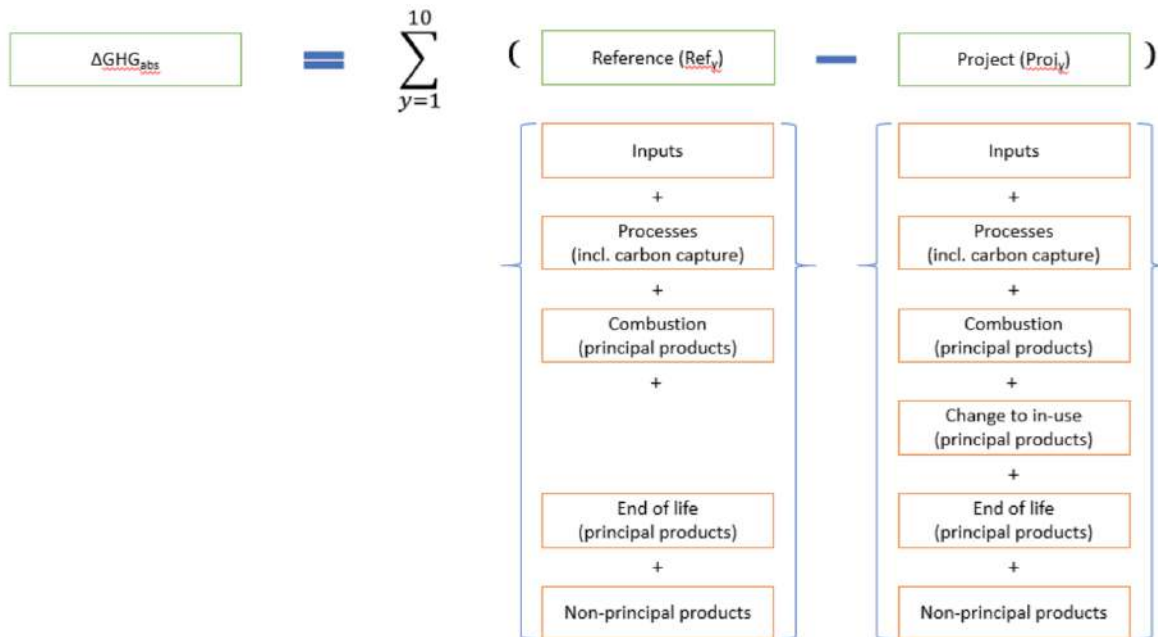 ΔGHGabs = 10 ∑ y=1 ( Reference (Refy) − Project (Projy) )
Inputs Inputs
+ +
Processes Processes
(incl. carbon capture) (incl. carbon capture)
+ +
Combustion Combustion
(principal products) (principal products)
+ +
Change to in-use
(principal products)
+
End of life End of life
(principal products) (principal products)
+ +
Non-principal products Non-principal products